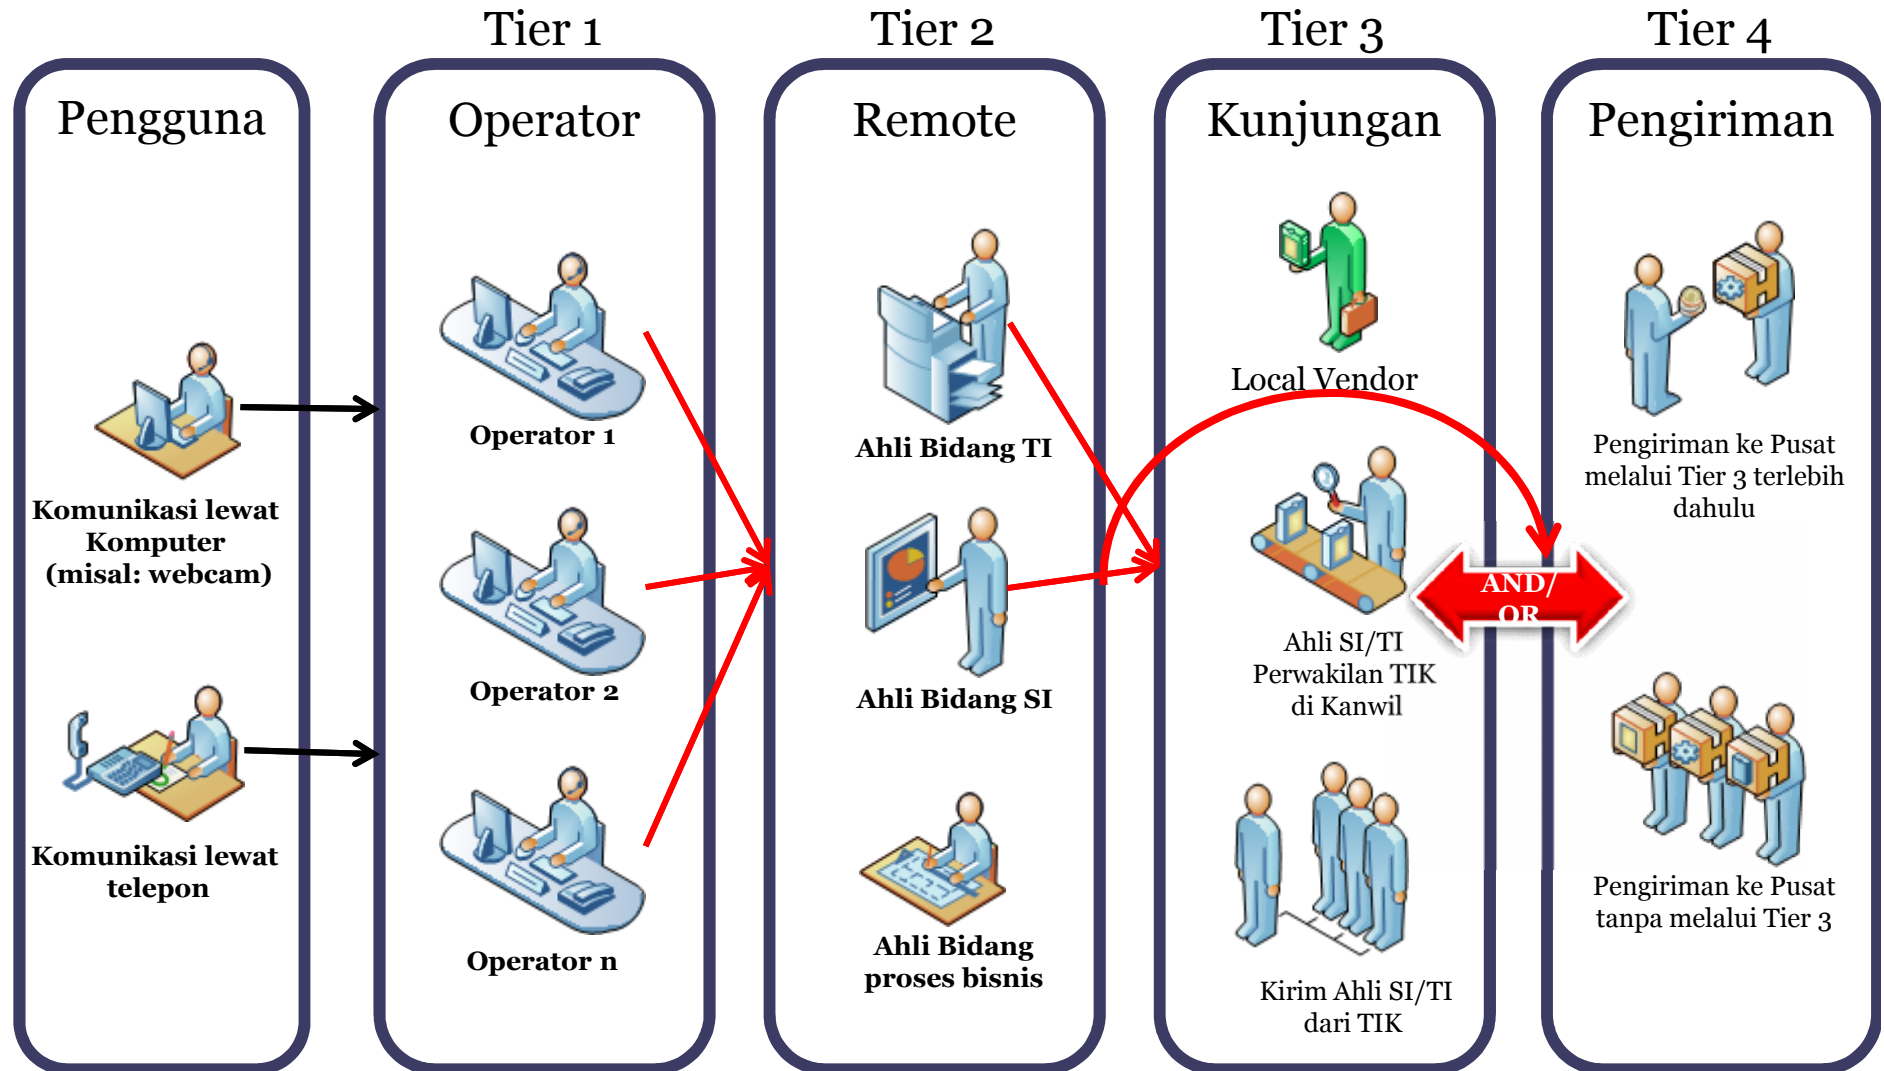 Tier 1
Tier 2
Tier 3
Tier 4
Pengguna
Komunikasi lewat
Komputer
(misal: webcam)
Komunikasi lewat
telepon
Operator
Operator 1
Operator 2
Operator n
Remote
Ahli Bidang TI
Ahli Bidang SI
Ahli Bidang
proses bisnis
Kunjungan
Local Vendor
Ahli SI/TI
Perwakilan TIK
di Kanwil
Kirim Ahli SI/TI
dari TIK
AND/
OR
Pengiriman
Pengiriman ke Pusat
melalui Tier 3 terlebih
dahulu
Pengiriman ke Pusat
tanpa melalui Tier 3